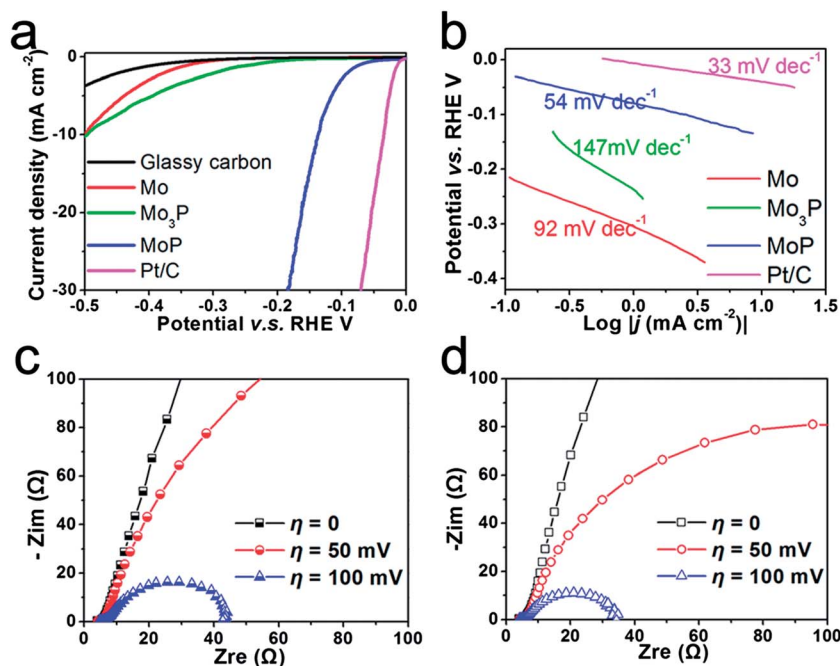 a
Current density (mA cm⁻²)
0
-10
-20
-30
Glassy carbon
Mo
Mo₃P
MoP
Pt/C
-0.5 -0.4 -0.3 -0.2 -0.1 0.0
Potential v.s. RHE V
b
Potential vs. RHE V
0.0
-0.1
-0.2
-0.3
-0.4
33 mV dec⁻¹
54 mV dec⁻¹
147mV dec⁻¹
92 mV dec⁻¹
Mo
Mo₃P
MoP
Pt/C
-1.0 -0.5 0.0 0.5 1.0 1.5
Log |j (mA cm⁻²)|
c
- Zim (Ω)
100
80
60
40
20
0
η = 0
η = 50 mV
η = 100 mV
0 20 40 60 80 100
Zre (Ω)
d
-Zim (Ω)
100
80
60
40
20
0
η = 0
η = 50 mV
η = 100 mV
0 20 40 60 80 100
Zre (Ω)